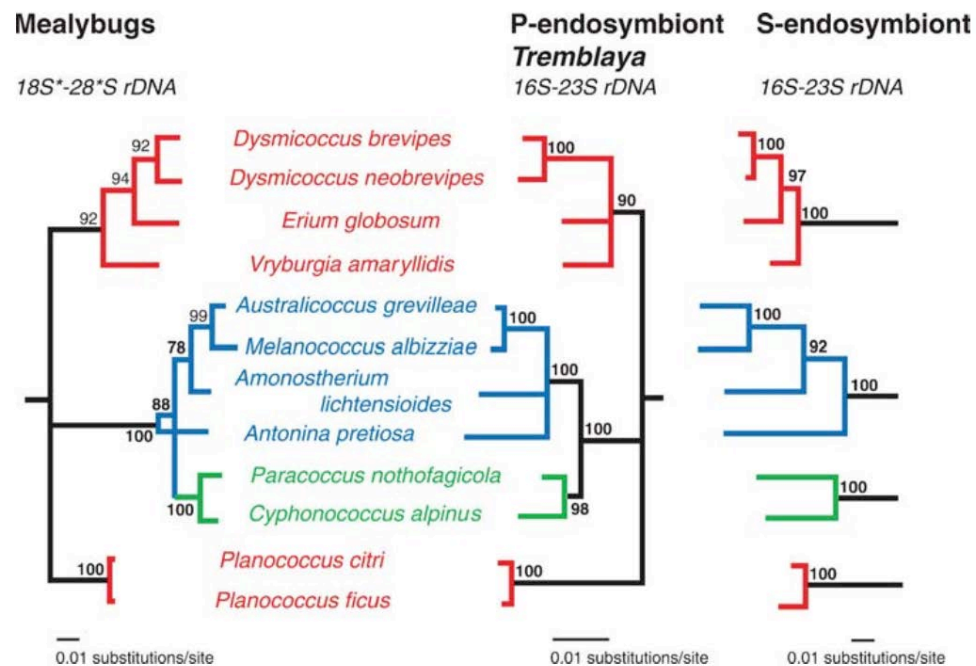 Mealybugs
P-endosymbiont
Tremblaya
S-endosymbiont
18S*-28*S rDNA
16S-23S rDNA
16S-23S rDNA
92
94
92
99
78
88
100
100
100
Dysmicoccus brevipes
Dysmicoccus neobrevipes
Erium globosum
Vryburgia amaryllidis
Australicoccus grevilleae
Melanococcus albizziae
Amonostherium
lichtensioides
Antonina pretiosa
Paracoccus nothofagicola
Cyphonococcus alpinus
Planococcus citri
Planococcus ficus
100
90
100
100
100
98
100
100
97
100
100
92
100
100
100
0.01 substitutions/site
0.01 substitutions/site
0.01 substitutions/site